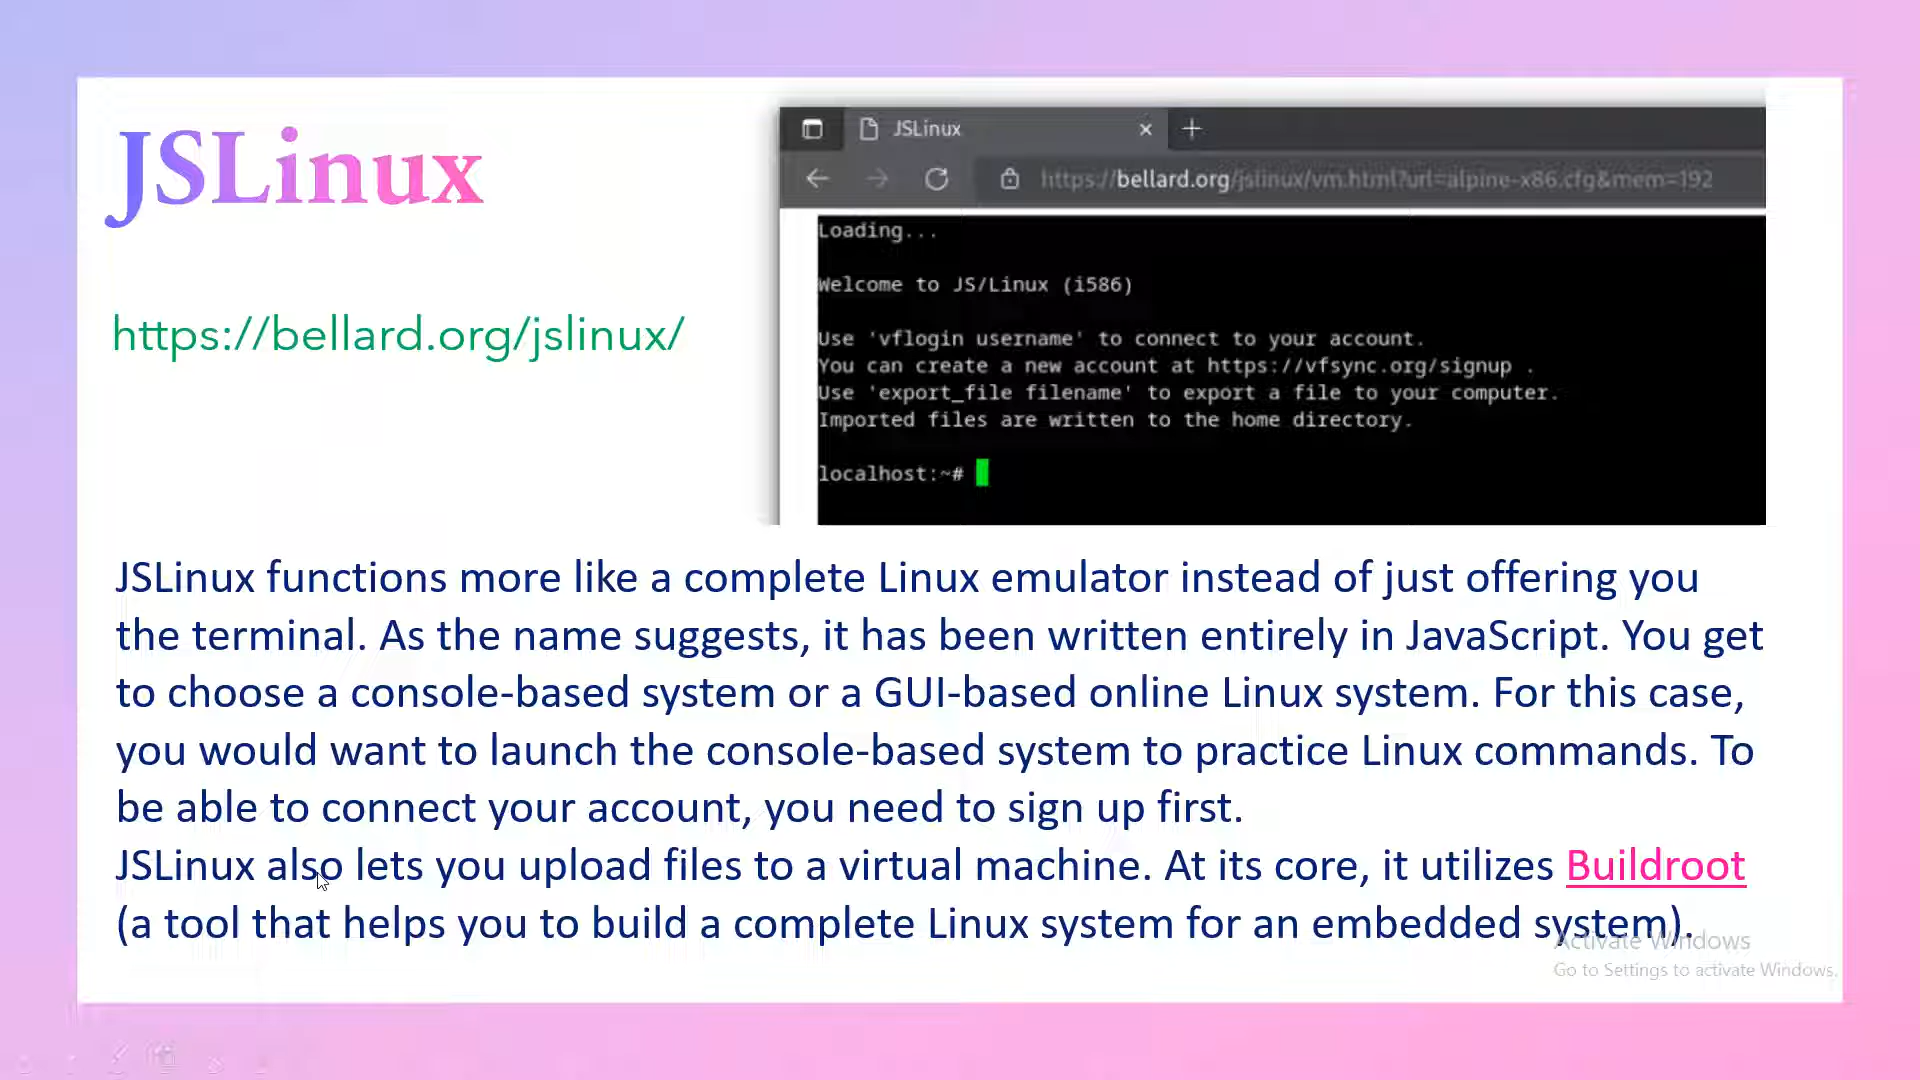 JSLinux
https://bellard.org/jslinux/
JSLinux
https://bellard.org/jslinux/vm.html?url=alpine-x86.cfg&mem=192
Loading...
Welcome to JS/Linux (i586)
Use 'vflogin username' to connect to your account.
You can create a new account at https://vfsync.org/signup .
Use 'export_file filename' to export a file to your computer.
Imported files are written to the home directory.
localhost:~#
JSLinux functions more like a complete Linux emulator instead of just offering you
the terminal. As the name suggests, it has been written entirely in JavaScript. You get
to choose a console-based system or a GUI-based online Linux system. For this case,
you would want to launch the console-based system to practice Linux commands. To
be able to connect your account, you need to sign up first.
JSLinux also lets you upload files to a virtual machine. At its core, it utilizes Buildroot
(a tool that helps you to build a complete Linux system for an embedded system).
Activate Windows
Go to Settings to activate Windows.